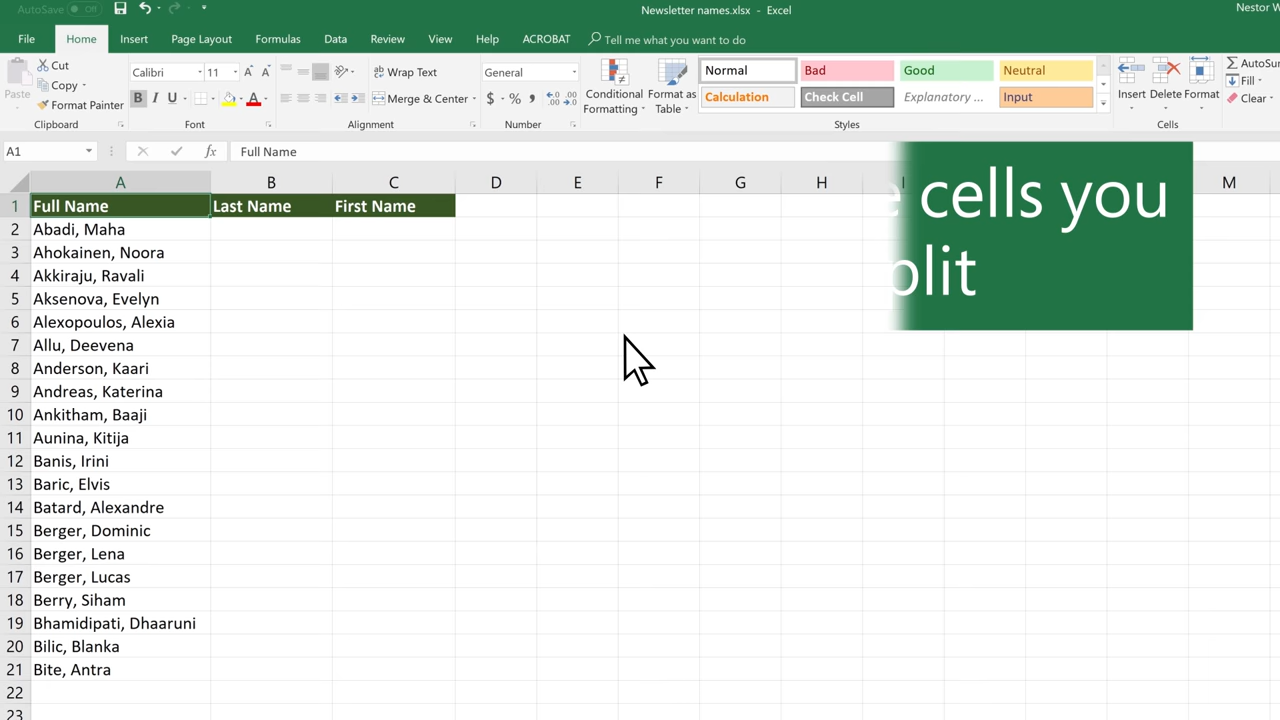 AutoSave Off Newsletter names.xlsx - Excel Nestor W
File Home Insert Page Layout Formulas Data Review View Help ACROBAT Tell me what you want to do
Paste
Cut
Copy
Format Painter
Clipboard
Calibri 11 A A
B I U A
Font
Wrap Text
Merge & Center
Alignment
General
$ % ,
Number
Conditional Formatting
Format as Table
Normal Bad Good Neutral
Calculation Check Cell Explanatory ... Input
Styles
Insert Delete Format
Cells
AutoSu
Fill
Clear
A1 fx Full Name
cells you
plit
A B C D E F G H I M
1 Full Name Last Name First Name
2 Abadi, Maha
3 Ahokainen, Noora
4 Akkiraju, Ravali
5 Aksenova, Evelyn
6 Alexopoulos, Alexia
7 Allu, Deevena
8 Anderson, Kaari
9 Andreas, Katerina
10 Ankitham, Baaji
11 Aunina, Kitija
12 Banis, Irini
13 Baric, Elvis
14 Batard, Alexandre
15 Berger, Dominic
16 Berger, Lena
17 Berger, Lucas
18 Berry, Siham
19 Bhamidipati, Dhaaruni
20 Bilic, Blanka
21 Bite, Antra
22
23